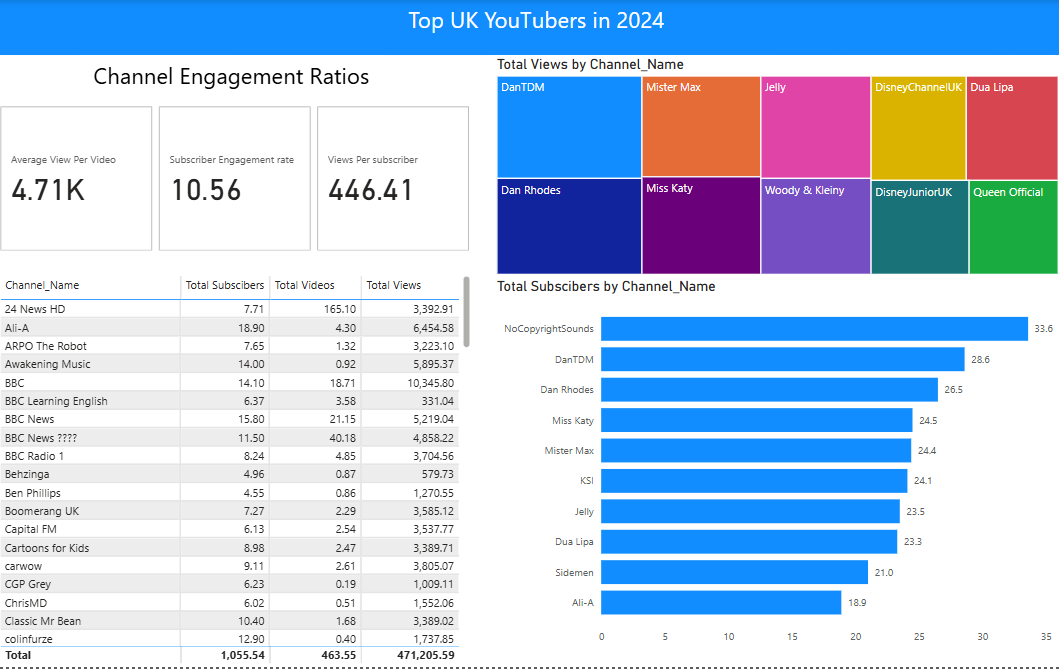 Top UK YouTubers in 2024
Channel Engagement Ratios
Average View Per Video
4.71K
Subscriber Engagement rate
10.56
Views Per subscriber
446.41
Channel_Name Total Subscibers Total Videos Total Views
24 News HD 7.71 165.10 3,392.91
Ali-A 18.90 4.30 6,454.58
ARPO The Robot 7.65 1.32 3,223.10
Awakening Music 14.00 0.92 5,895.37
BBC 14.10 18.71 10,345.80
BBC Learning English 6.37 3.58 331.04
BBC News 15.80 21.15 5,219.04
BBC News ???? 11.50 40.18 4,858.22
BBC Radio 1 8.24 4.85 3,704.56
Behzinga 4.96 0.87 579.73
Ben Phillips 4.55 0.86 1,270.55
Boomerang UK 7.27 2.29 3,585.12
Capital FM 6.13 2.54 3,537.77
Cartoons for Kids 8.98 2.47 3,389.71
carwow 9.11 2.61 3,805.07
CGP Grey 6.23 0.19 1,009.11
ChrisMD 6.02 0.51 1,552.06
Classic Mr Bean 10.40 1.68 3,389.02
colinfurze 12.90 0.40 1,737.85
Total 1,055.54 463.55 471,205.59
Total Views by Channel_Name
DanTDM Mister Max Jelly DisneyChannelUK Dua Lipa
Dan Rhodes Miss Katy Woody & Kleiny DisneyJuniorUK Queen Official
Total Subscibers by Channel_Name
NoCopyrightSounds 33.6
DanTDM 28.6
Dan Rhodes 26.5
Miss Katy 24.5
Mister Max 24.4
KSI 24.1
Jelly 23.5
Dua Lipa 23.3
Sidemen 21.0
Ali-A 18.9
0 5 10 15 20 25 30 35